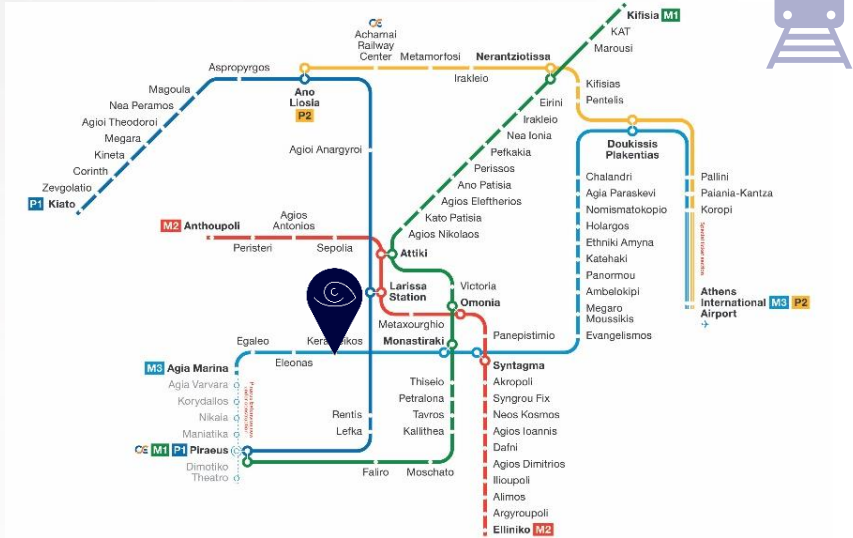 Kifisia M1
KAT
Marousi
Acharnai
Railway
Center
Metamorfosi
Nerantziotissa
Irakleio
Aspropyrgos
Ano
Liosia
P2
Magoula
Nea Peramos
Agioi Theodoroi
Megara
Kineta
Corinth
Zevgolatio
P1 Kiato
Agioi Anargyroi
Kifisias
Pentelis
Eirini
Irakleio
Nea Ionia
Pefkakia
Perissos
Ano Patisia
Agios Eleftherios
Kato Patisia
Agios Nikolaos
Doukissis
Plakentias
Chalandri
Agia Paraskevi
Nomismatokopio
Holargos
Ethniki Amyna
Katehaki
Panormou
Ambelokipi
Megaro
Moussikis
Evangelismos
Pallini
Paiania-Kantza
Koropi
Athens
International
Airport
M3 P2
M2 Anthoupoli
Agios
Antonios
Peristeri
Sepolia
Attiki
Larissa
Station
Victoria
Omonia
Metaxourghio
Panepistimio
Monastiraki
Egaleo
Eleonas
M3 Agia Marina
Agia Varvara
Korydallos
Nikaia
Maniatika
M1 P1 Piraeus
Dimotiko
Theatro
Rentis
Lefka
Thiseio
Petralona
Tavros
Kallithea
Faliro
Moschato
Syntagma
Akropoli
Syngrou Fix
Neos Kosmos
Agios Ioannis
Dafni
Agios Dimitrios
Ilioupoli
Alimos
Argyroupoli
Elliniko M2